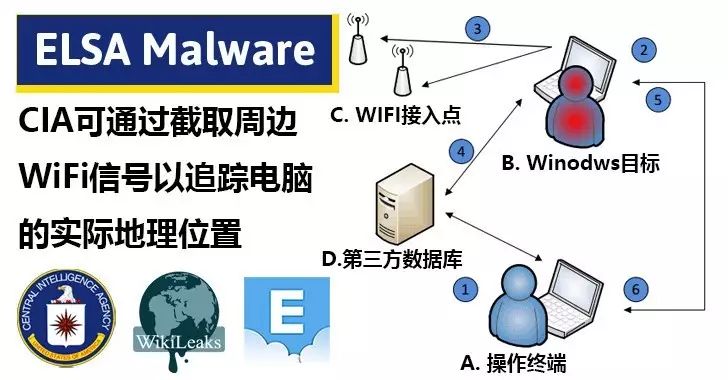 ELSA Malware
CIA可通过截取周边
WiFi信号以追踪电脑
的实际地理位置
CENTRAL INTELLIGENCE AGENCY
UNITED STATES OF AMERICA
WikiLeaks
E
3
2
C. WIFI接入点
5
B. Winodws目标
4
D.第三方数据库
1
6
A. 操作终端